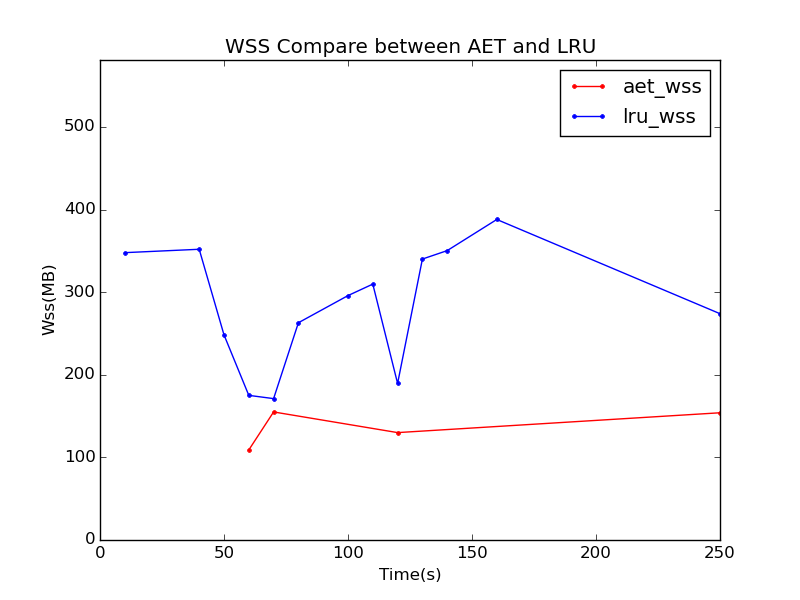 WSS Compare between AET and LRU
aet_wss
lru_wss
500
400
300
200
100
0
Wss(MB)
0 50 100 150 200 250
Time(s)